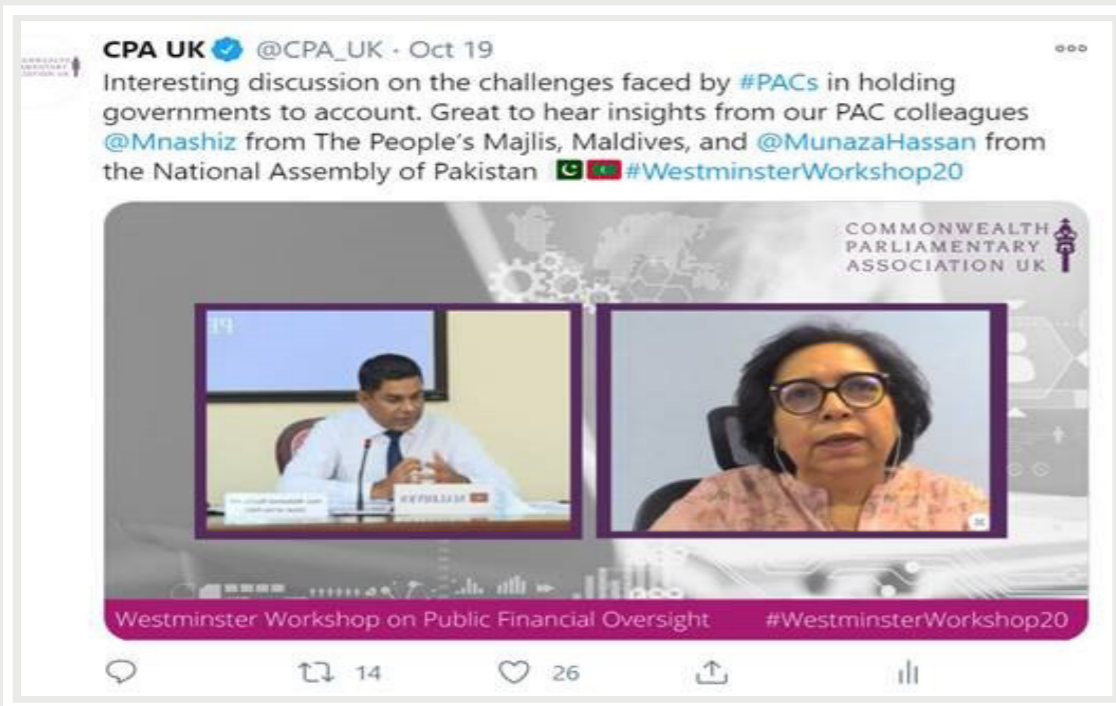 CPA UK @CPA_UK · Oct 19
Interesting discussion on the challenges faced by #PACs in holding
governments to account. Great to hear insights from our PAC colleagues
@Mnashiz from The People's Majlis, Maldives, and @MunazaHassan from
the National Assembly of Pakistan 🇵🇰🇲🇻#WestminsterWorkshop20
COMMONWEALTH
PARLIAMENTARY
ASSOCIATION UK
Westminster Workshop on Public Financial Oversight #WestminsterWorkshop20
14 26